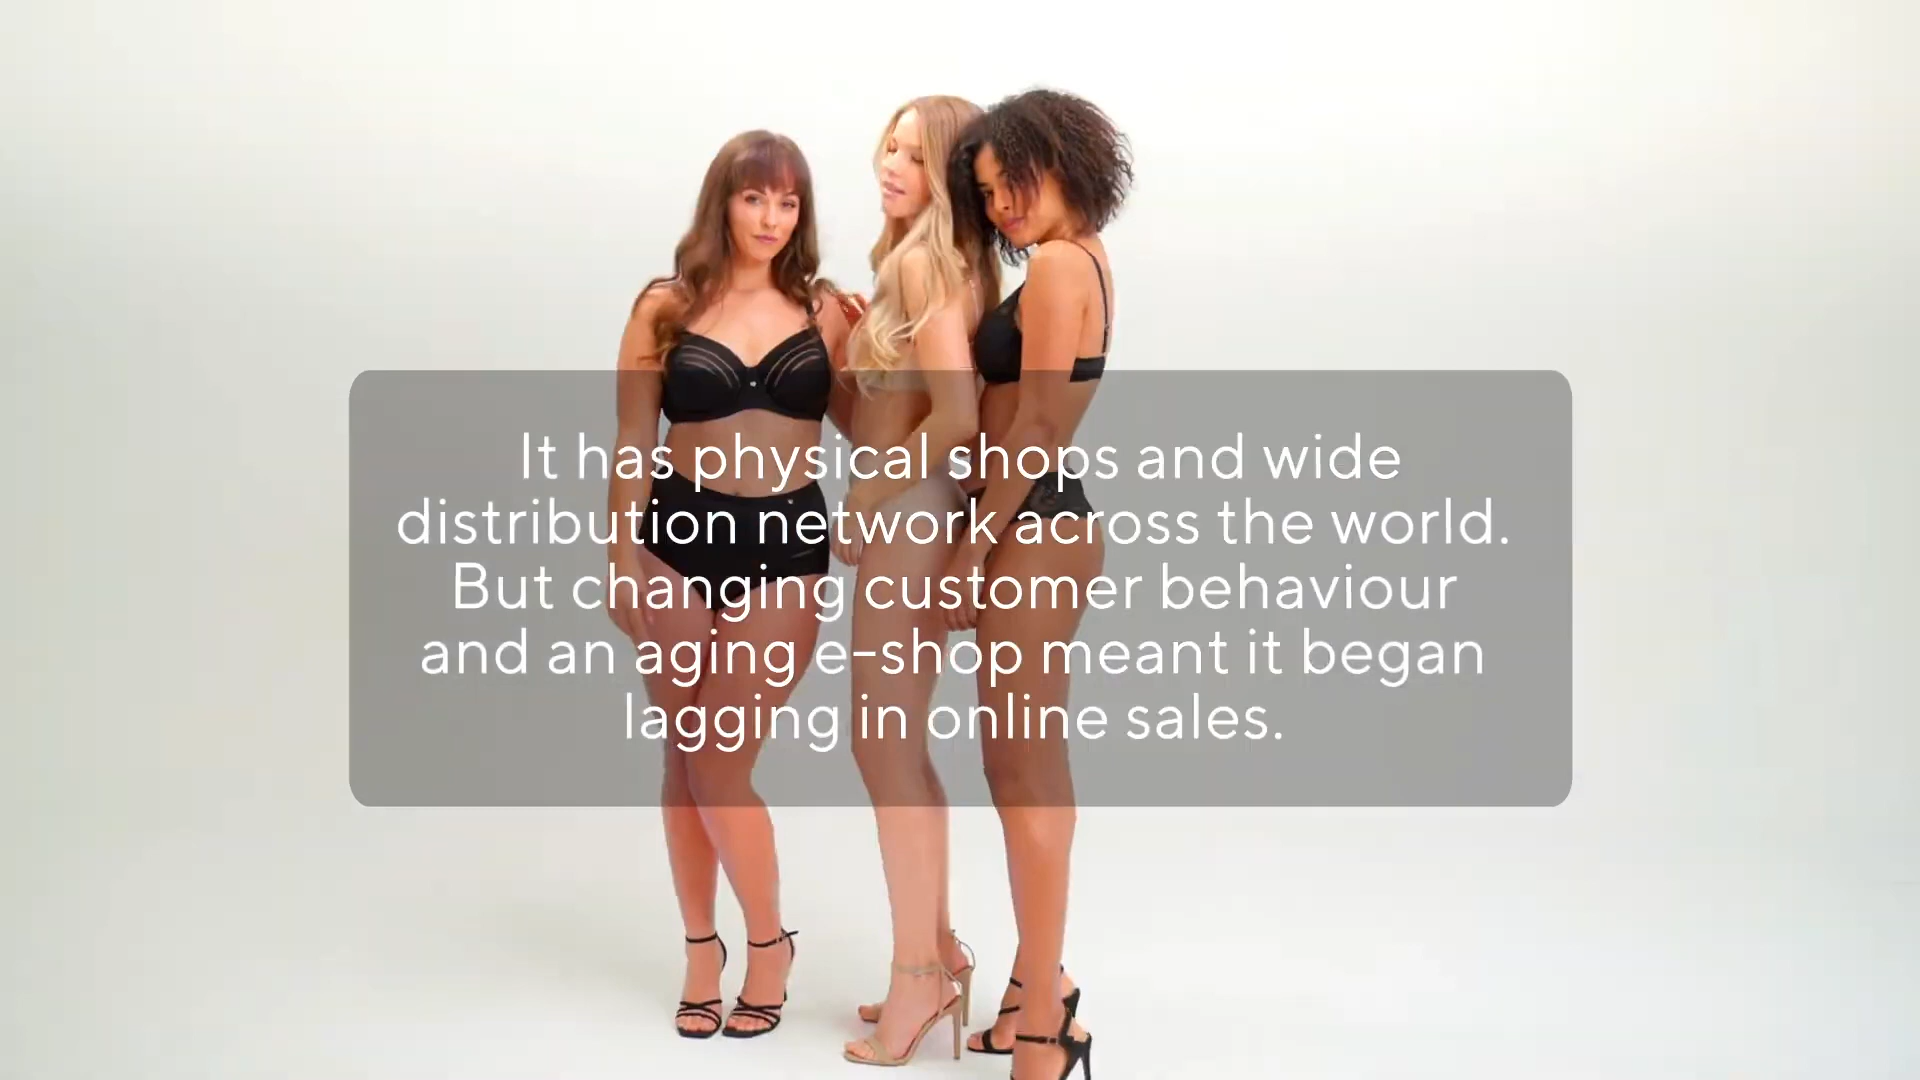 It has physical shops and wide
distribution network across the world.
But changing customer behaviour
and an aging e-shop meant it began
lagging in online sales.